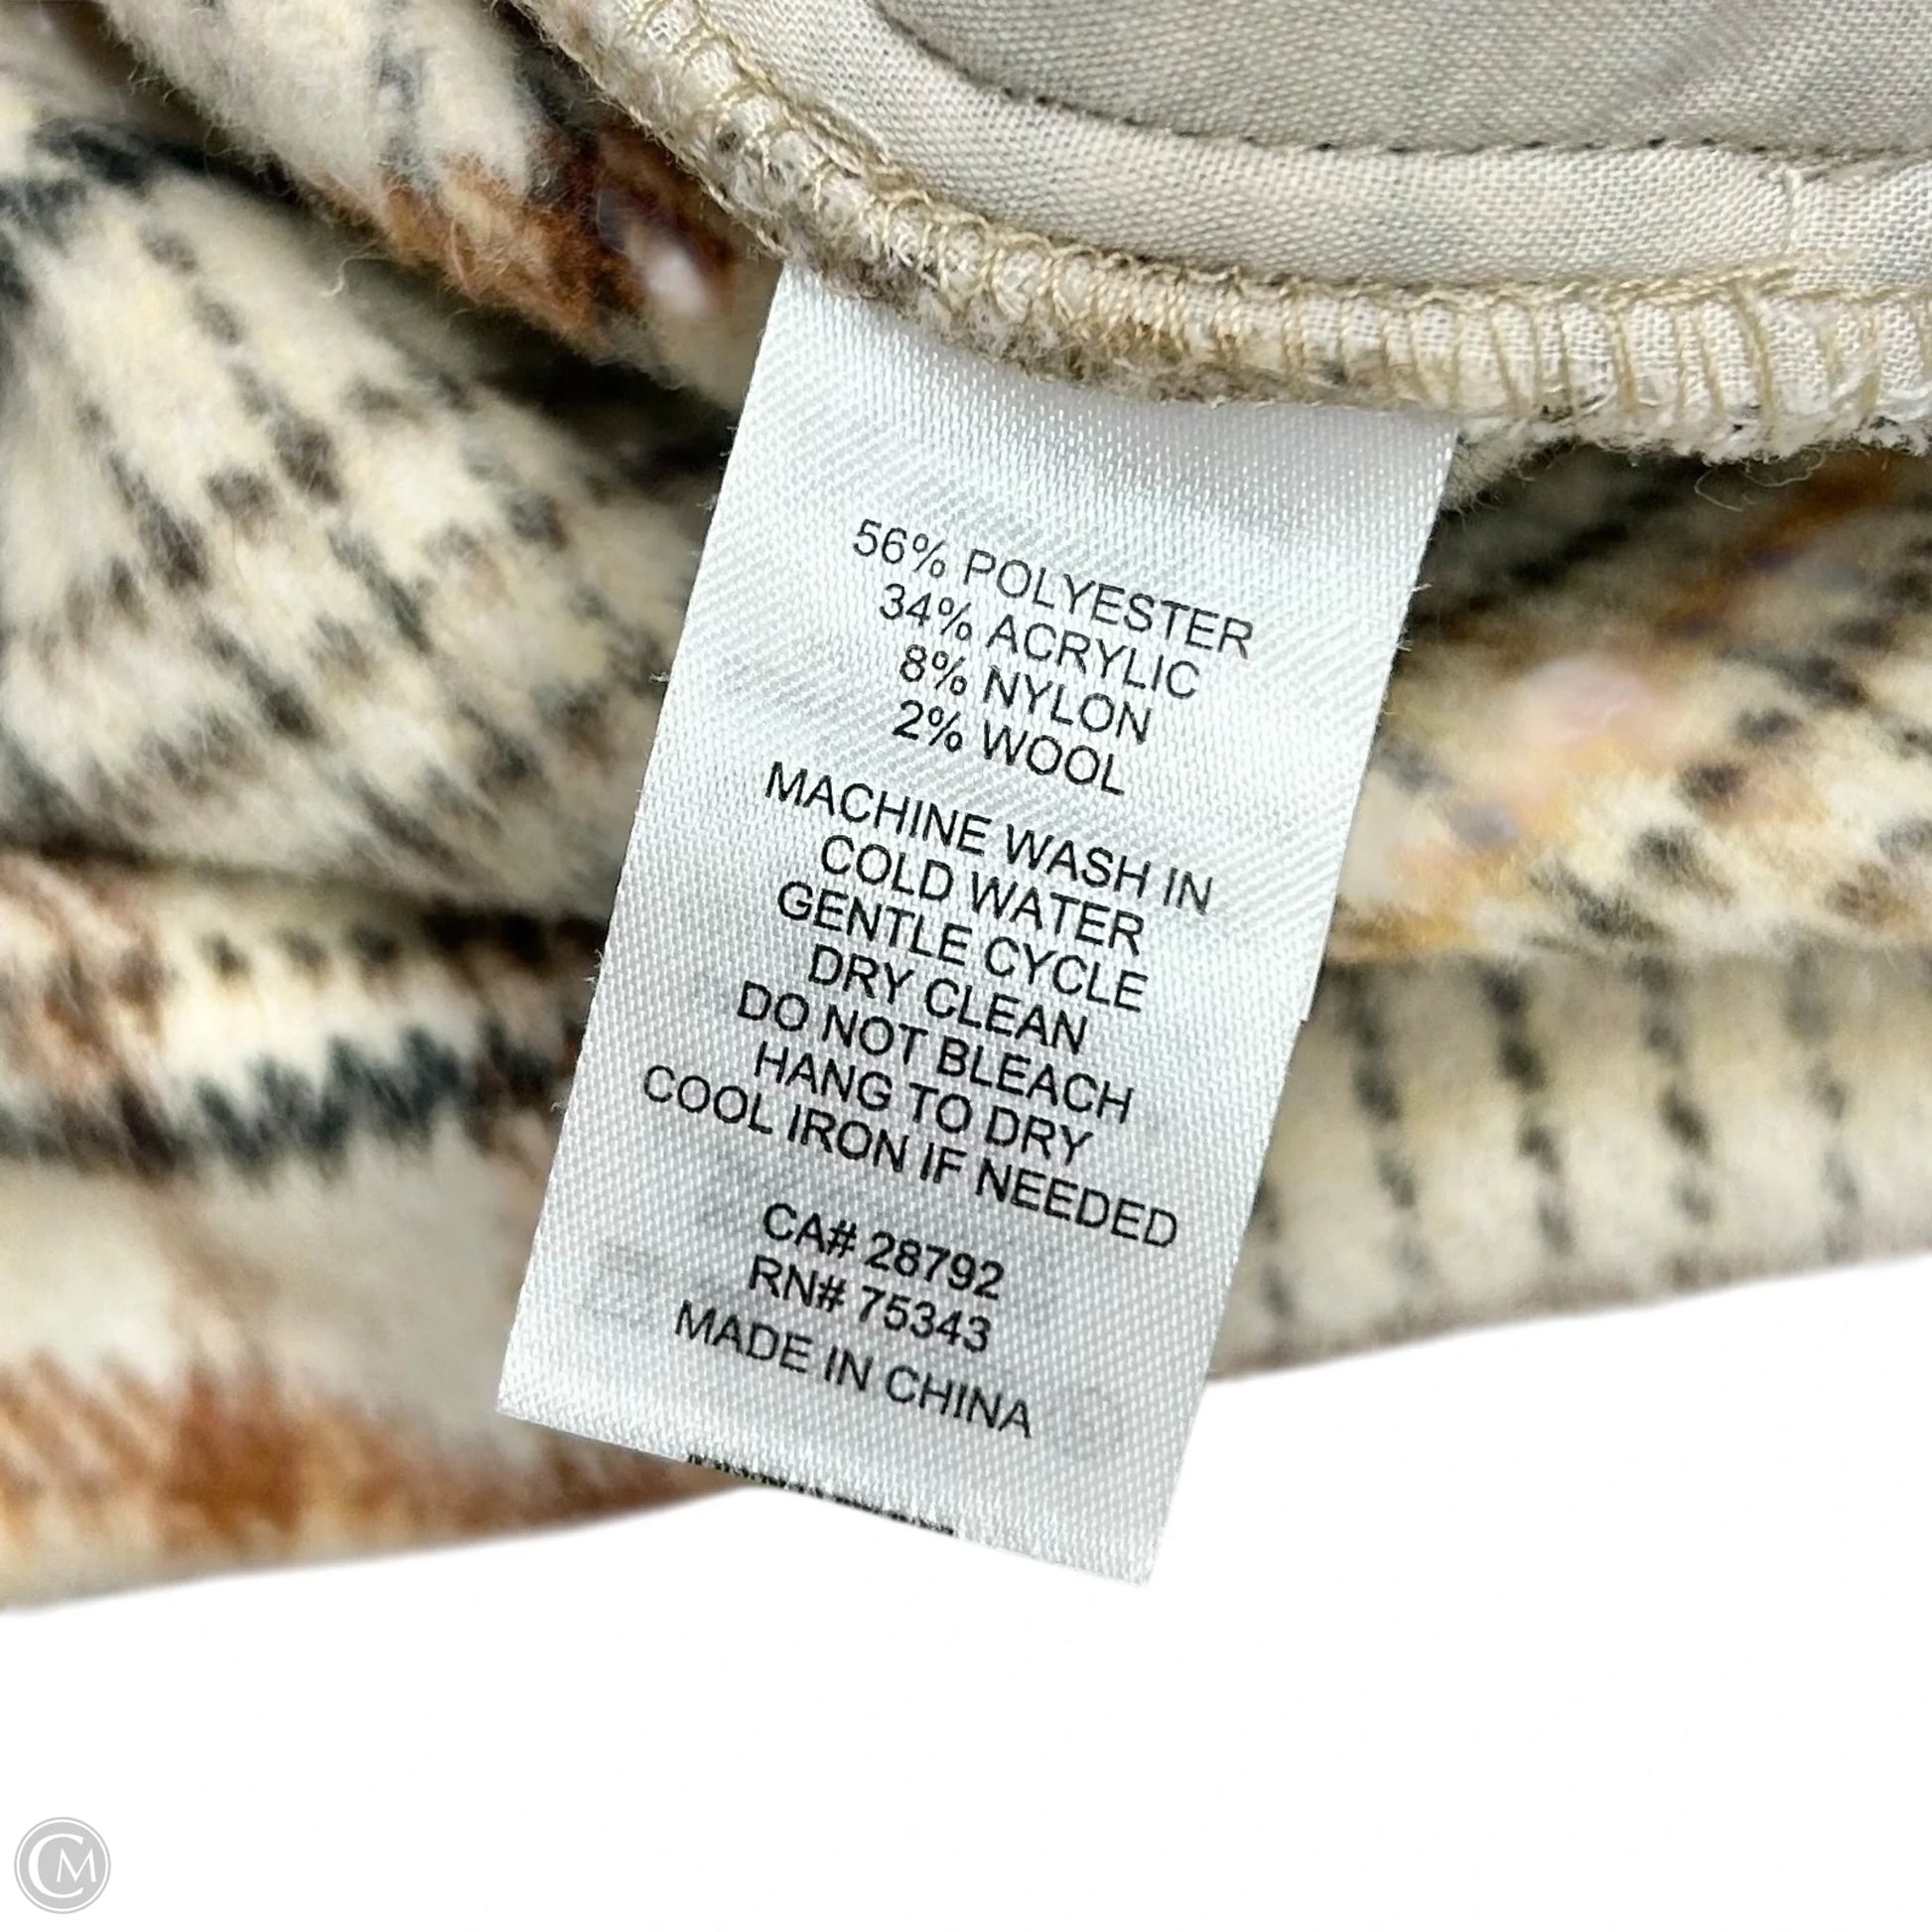 56% POLYESTER
34% ACRYLIC
8% NYLON
2% WOOL
MACHINE WASH IN
COLD WATER
GENTLE CYCLE
DRY CLEAN
DO NOT BLEACH
HANG TO DRY
COOL IRON IF NEEDED
CA# 28792
RN# 75343
MADE IN CHINA
CM